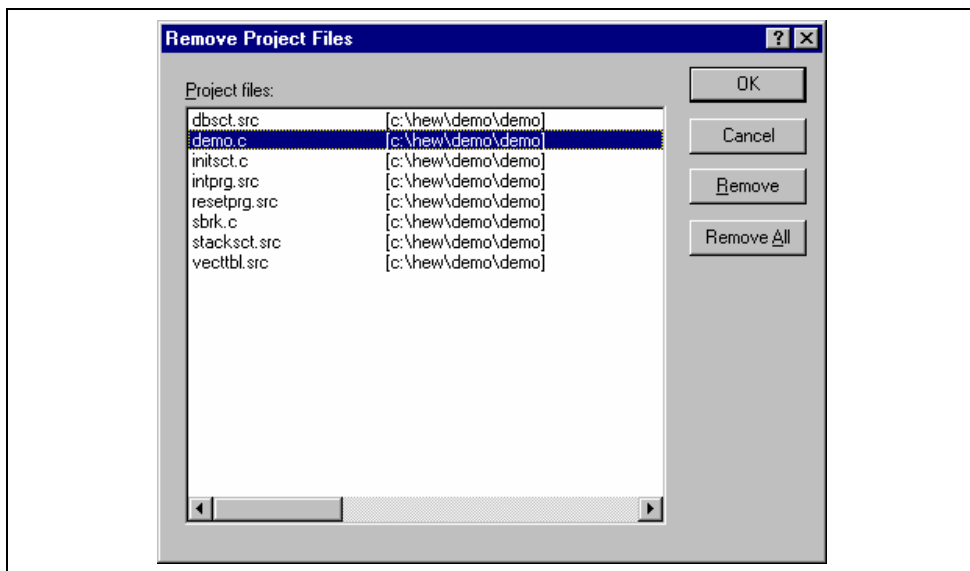 Remove Project Files
Project files:
dbsct.src [c:\hew\demo\demo]
demo.c [c:\hew\demo\demo]
initsct.c [c:\hew\demo\demo]
intprg.src [c:\hew\demo\demo]
resetprg.src [c:\hew\demo\demo]
sbrk.c [c:\hew\demo\demo]
stacksct.src [c:\hew\demo\demo]
vecttbl.src [c:\hew\demo\demo]
OK
Cancel
Remove
Remove All